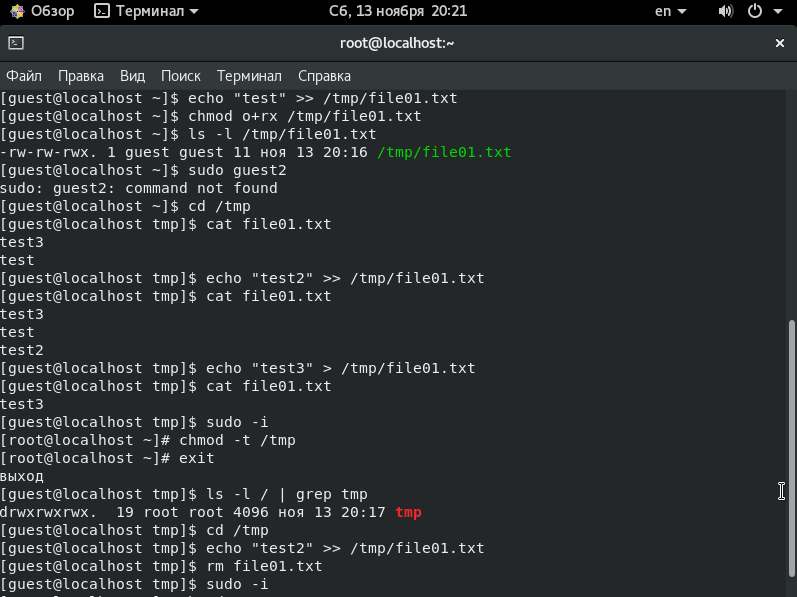 Обзор Терминал Сб, 13 ноября 20:21 en
root@localhost:~
Файл Правка Вид Поиск Терминал Справка
[guest@localhost ~]$ echo "test" >> /tmp/file01.txt
[guest@localhost ~]$ chmod o+rx /tmp/file01.txt
[guest@localhost ~]$ ls -l /tmp/file01.txt
-rw-rw-rwx. 1 guest guest 11 ноя 13 20:16 /tmp/file01.txt
[guest@localhost ~]$ sudo guest2
sudo: guest2: command not found
[guest@localhost ~]$ cd /tmp
[guest@localhost tmp]$ cat file01.txt
test3
test
[guest@localhost tmp]$ echo "test2" >> /tmp/file01.txt
[guest@localhost tmp]$ cat file01.txt
test3
test
test2
[guest@localhost tmp]$ echo "test3" > /tmp/file01.txt
[guest@localhost tmp]$ cat file01.txt
test3
[guest@localhost tmp]$ sudo -i
[root@localhost ~]# chmod -t /tmp
[root@localhost ~]# exit
выход
[guest@localhost tmp]$ ls -l / | grep tmp
drwxrwxrwx.  19 root root 4096 ноя 13 20:17 tmp
[guest@localhost tmp]$ cd /tmp
[guest@localhost tmp]$ echo "test2" >> /tmp/file01.txt
[guest@localhost tmp]$ rm file01.txt
[guest@localhost tmp]$ sudo -i